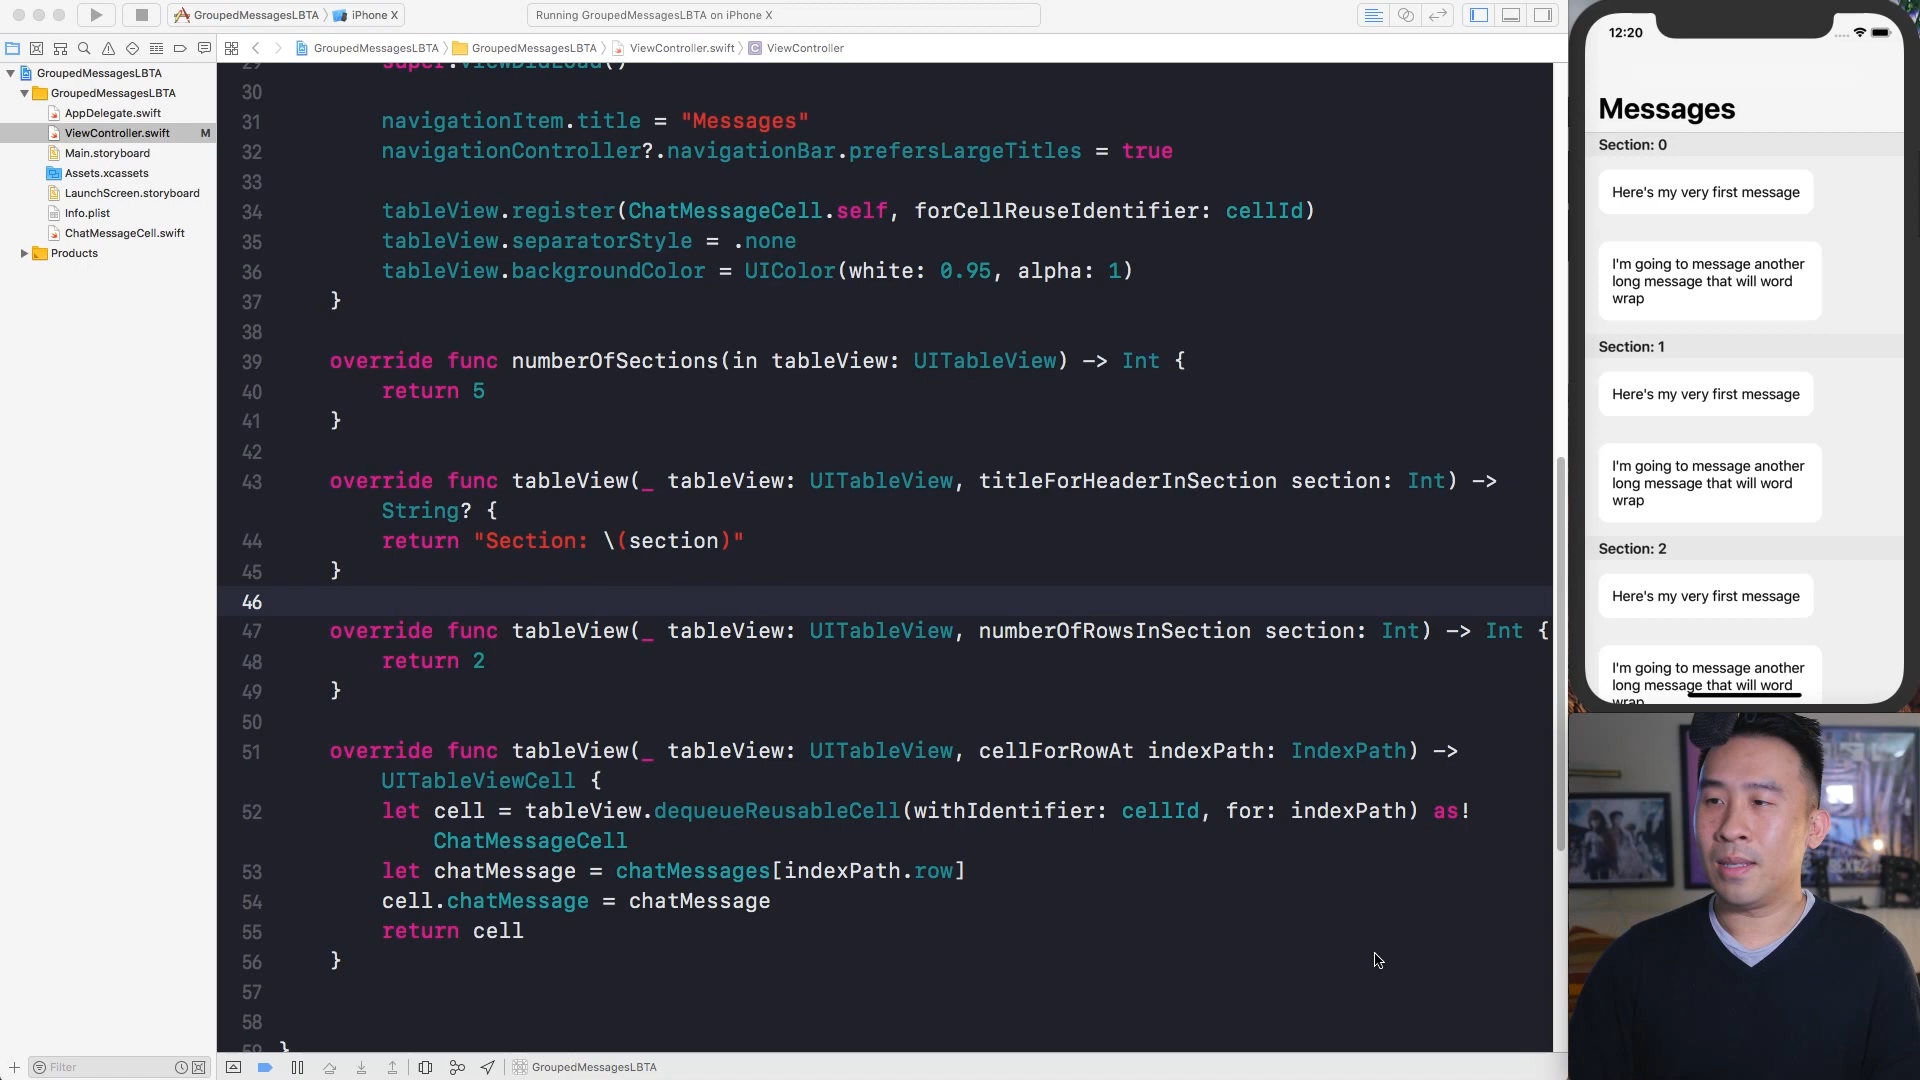 GroupedMessagesLBTA
iPhone X
Running GroupedMessagesLBTA on iPhone X
GroupedMessagesLBTA
GroupedMessagesLBTA
ViewController.swift
ViewController
GroupedMessagesLBTA
GroupedMessagesLBTA
AppDelegate.swift
ViewController.swift M
Main.storyboard
Assets.xcassets
LaunchScreen.storyboard
Info.plist
ChatMessageCell.swift
Products
Filter
29 super.viewDidLoad()
30
31 navigationItem.title = "Messages"
32 navigationController?.navigationBar.prefersLargeTitles = true
33
34 tableView.register(ChatMessageCell.self, forCellReuseIdentifier: cellId)
35 tableView.separatorStyle = .none
36 tableView.backgroundColor = UIColor(white: 0.95, alpha: 1)
37 }
38
39 override func numberOfSections(in tableView: UITableView) -> Int {
40 return 5
41 }
42
43 override func tableView(_ tableView: UITableView, titleForHeaderInSection section: Int) ->
String? {
44 return "Section: \(section)"
45 }
46
47 override func tableView(_ tableView: UITableView, numberOfRowsInSection section: Int) -> Int {
48 return 2
49 }
50
51 override func tableView(_ tableView: UITableView, cellForRowAt indexPath: IndexPath) ->
UITableViewCell {
52 let cell = tableView.dequeueReusableCell(withIdentifier: cellId, for: indexPath) as!
ChatMessageCell
53 let chatMessage = chatMessages[indexPath.row]
54 cell.chatMessage = chatMessage
55 return cell
56 }
57
58
59 }
GroupedMessagesLBTA
12:20
Messages
Section: 0
Here's my very first message
I'm going to message another
long message that will word
wrap
Section: 1
Here's my very first message
I'm going to message another
long message that will word
wrap
Section: 2
Here's my very first message
I'm going to message another
long message that will word
wrap